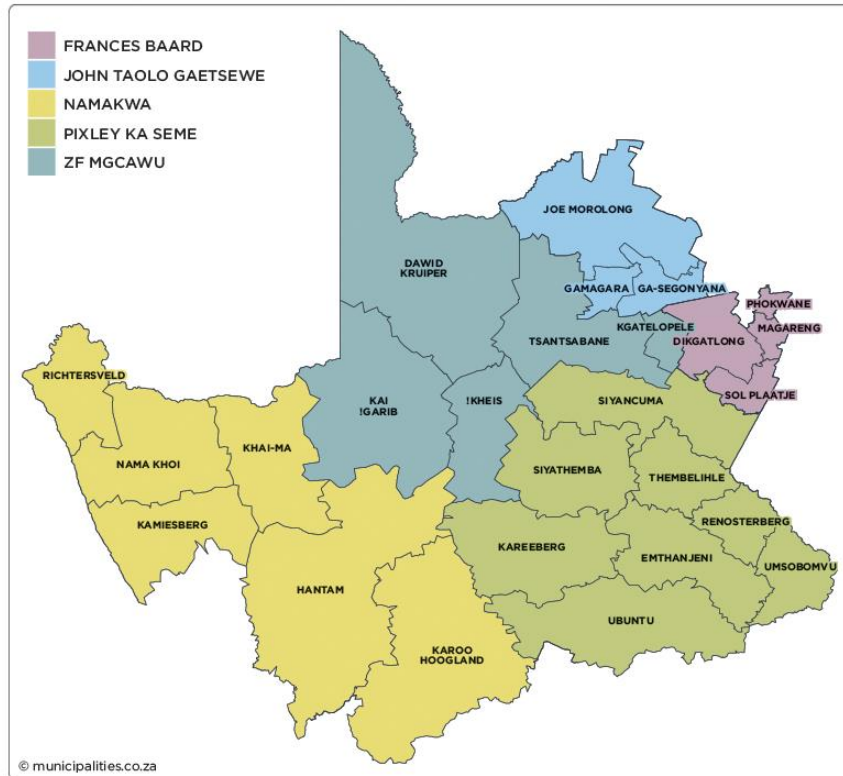 FRANCES BAARD
JOHN TAOLO GAETSEWE
NAMAKWA
PIXLEY KA SEME
ZF MGCAWU
JOE MOROLONG
DAWID
KRUIPER
GAMAGARA
GA-SEGONYANA
PHOKWANE
KGATELOPELE
MAGARENG
TSANTSABANE
DIKGATLONG
RICHTERSVELD
SOL PLAATJE
KAI
!GARIB
!KHEIS
SIYANCUMA
KHAI-MA
NAMA KHOI
SIYATHEMBA
THEMBELIHLE
KAMIESBERG
RENOSTERBERG
KAREEBERG
EMTHANJENI
UMSOBOMVU
HANTAM
UBUNTU
KAROO
HOOGLAND
© municipalities.co.za